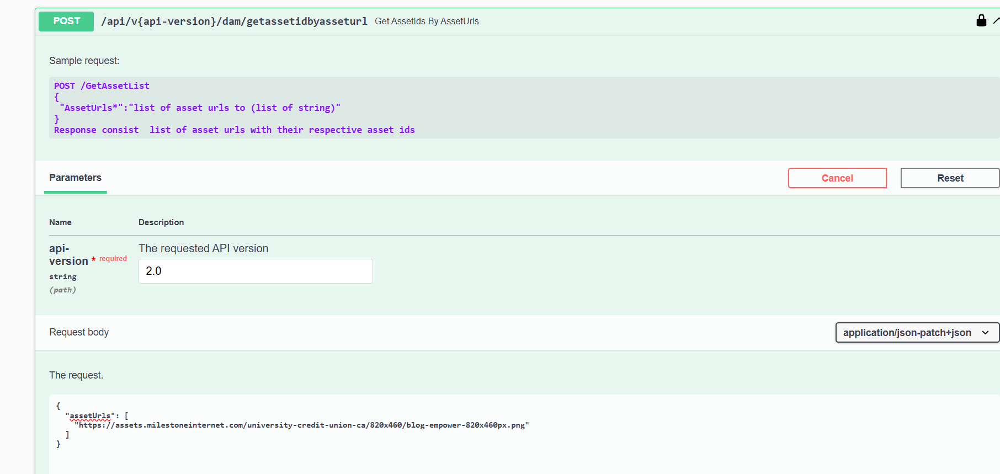 POST /api/v{api-version}/dam/getassetidbyasseturl Get AssetIds By AssetUrls.
Sample request:
POST /GetAssetList
{
"AssetUrls*":"list of asset urls to (list of string)"
}
Response consist  list of asset urls with their respective asset ids
Parameters
Cancel
Reset
Name Description
api-version * required
The requested API version
string
2.0
(path)
Request body
application/json-patch+json
The request.
{
"assetUrls": [
"https://assets.milestoneinternet.com/university-credit-union-ca/820x460/blog-empower-820x460px.png"
]
}